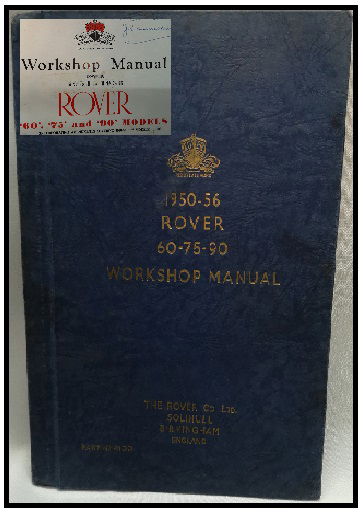 Workshop Manual
ROVER
'60', '75' and '90' MODELS
1950-56
ROVER
60-75-90
WORKSHOP MANUAL
THE ROVER Co Ltd.
SOLIHULL
BIRMINGHAM
ENGLAND